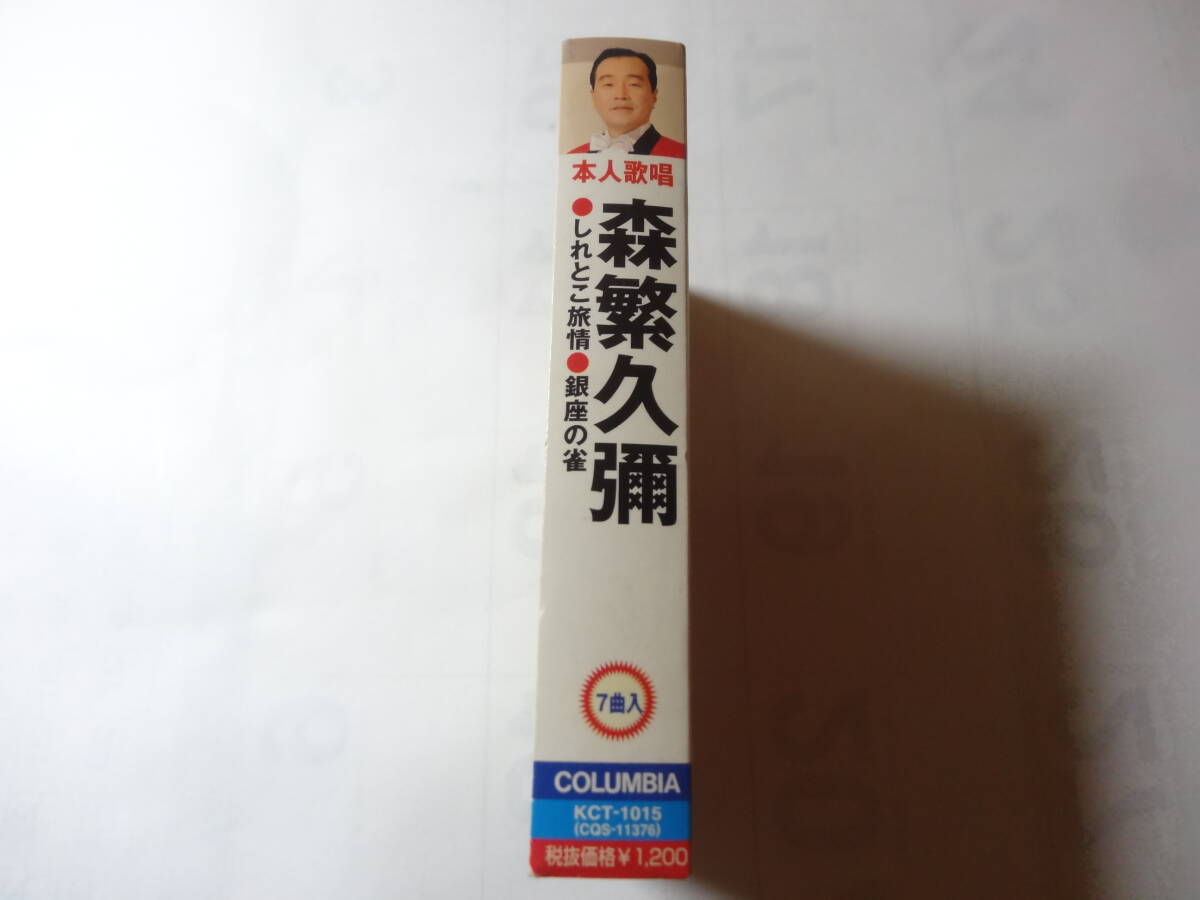 本人歌唱
森繁久彌
●しれとこ旅情●銀座の雀
7曲入
COLUMBIA
KCT-1015
(CQS-11376)
税抜価格¥1,200